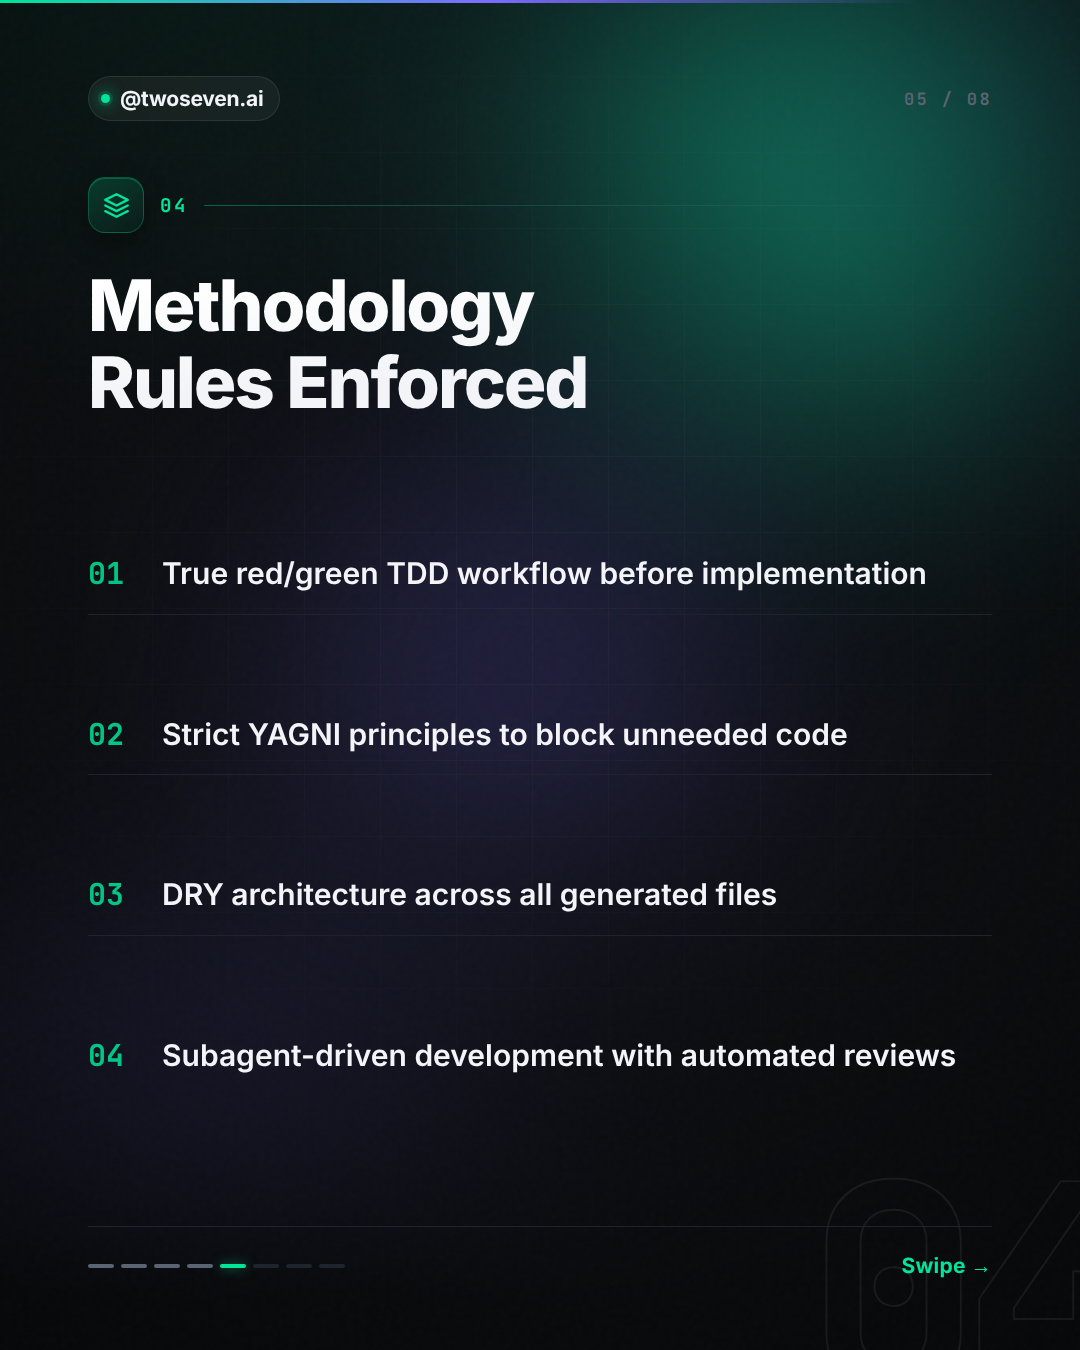 @twoseven.ai
05 / 08
04
Methodology
Rules Enforced
01 True red/green TDD workflow before implementation
02 Strict YAGNI principles to block unneeded code
03 DRY architecture across all generated files
04 Subagent-driven development with automated reviews
Swipe →
04